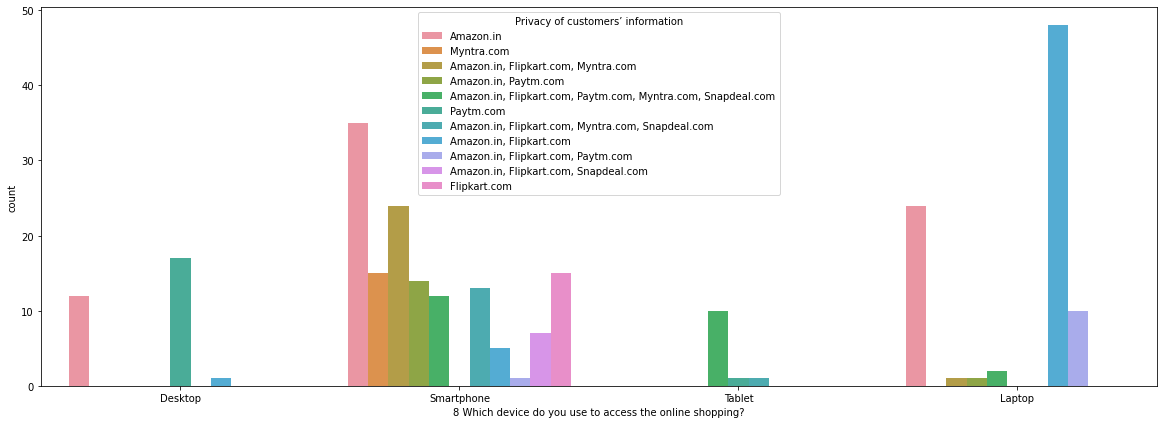 50
40
30
20
10
0
count
Privacy of customers’ information
Amazon.in
Myntra.com
Amazon.in, Flipkart.com, Myntra.com
Amazon.in, Paytm.com
Amazon.in, Flipkart.com, Paytm.com, Myntra.com, Snapdeal.com
Paytm.com
Amazon.in, Flipkart.com, Myntra.com, Snapdeal.com
Amazon.in, Flipkart.com
Amazon.in, Flipkart.com, Paytm.com
Amazon.in, Flipkart.com, Snapdeal.com
Flipkart.com
Desktop Smartphone Tablet Laptop
8 Which device do you use to access the online shopping?